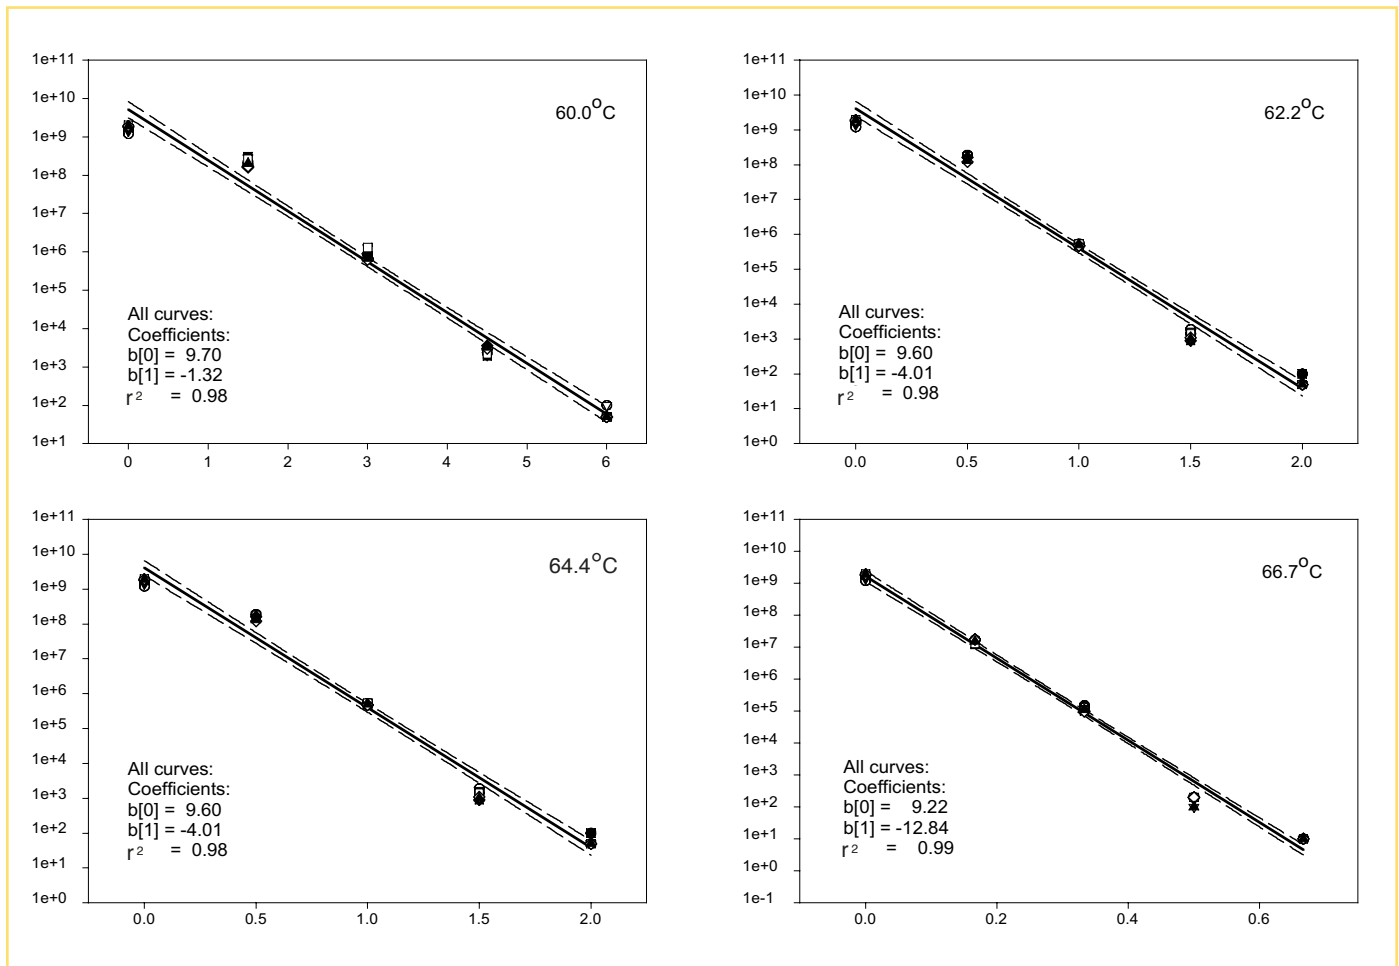 1e+11
1e+10
1e+9
1e+8
1e+7
1e+6
1e+5
1e+4
1e+3
1e+2
1e+1
60.0°C
All curves:
Coefficients:
b[0] = 9.70
b[1] = -1.32
r² = 0.98
0 1 2 3 4 5 6
1e+11
1e+10
1e+9
1e+8
1e+7
1e+6
1e+5
1e+4
1e+3
1e+2
1e+1
1e+0
62.2°C
All curves:
Coefficients:
b[0] = 9.60
b[1] = -4.01
r² = 0.98
0.0 0.5 1.0 1.5 2.0
1e+11
1e+10
1e+9
1e+8
1e+7
1e+6
1e+5
1e+4
1e+3
1e+2
1e+1
1e+0
64.4°C
All curves:
Coefficients:
b[0] = 9.60
b[1] = -4.01
r² = 0.98
0.0 0.5 1.0 1.5 2.0
1e+11
1e+10
1e+9
1e+8
1e+7
1e+6
1e+5
1e+4
1e+3
1e+2
1e+1
1e+0
1e-1
66.7°C
All curves:
Coefficients:
b[0] = 9.22
b[1] = -12.84
r² = 0.99
0.0 0.2 0.4 0.6